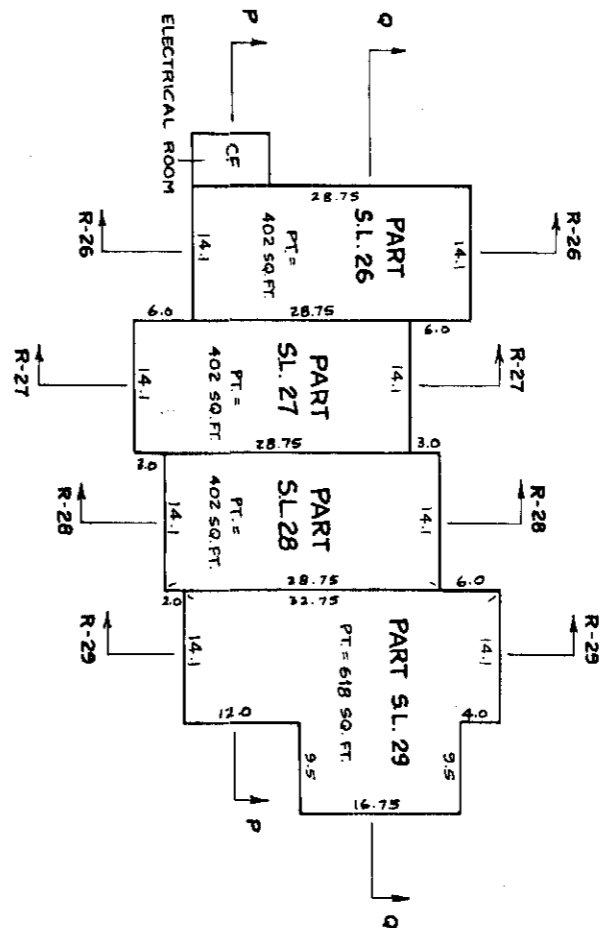 P
Q
ELECTRICAL ROOM
C.F
28.75
R-26
14.1
PT. =
402 SQ.FT.
PART
S.L. 26
14.1
R-26
6.0
28.75
6.0
R-27
14.1
PT. =
402 SQ.FT.
PART
SL. 27
14.1
R-27
3.0
28.75
3.0
R-28
14.1
PT. =
402 SQ.FT.
PART
S.L.28
14.1
R-28
28.75
6.0
2.0
32.75
R-29
14.1
PT. = 618 SQ. FT.
PART S.L. 29
14.1
R-29
12.0
4.0
9.5
9.5
16.75
P
Q